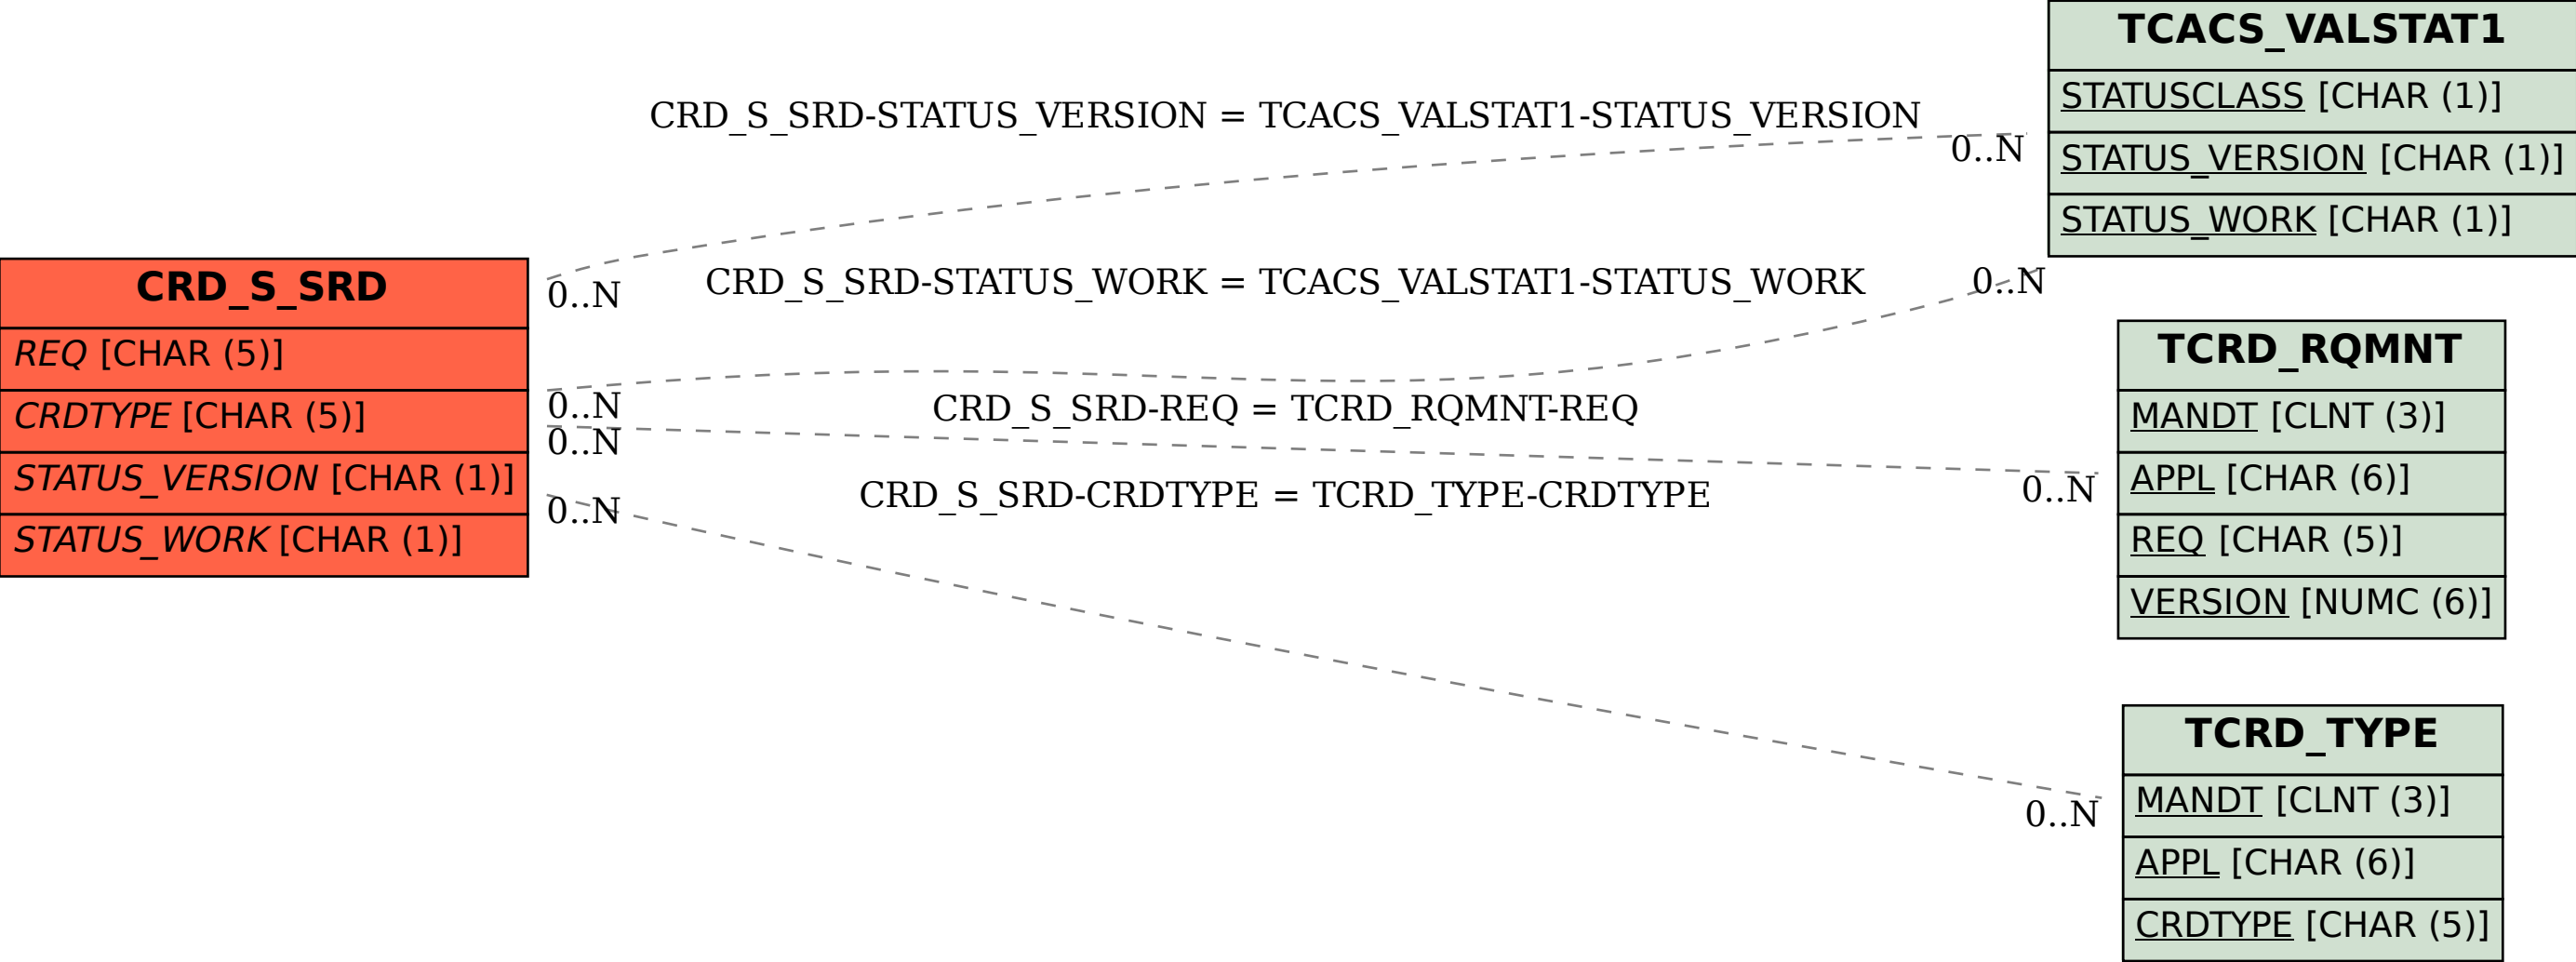 CRD_S_SRD
REQ [CHAR (5)]
CRDTYPE [CHAR (5)]
STATUS_VERSION [CHAR (1)]
STATUS_WORK [CHAR (1)]
CRD_S_SRD-STATUS_VERSION = TCACS_VALSTAT1-STATUS_VERSION
0..N
0..N
CRD_S_SRD-STATUS_WORK = TCACS_VALSTAT1-STATUS_WORK
0..N
0..N
CRD_S_SRD-REQ = TCRD_RQMNT-REQ
0..N
0..N
CRD_S_SRD-CRDTYPE = TCRD_TYPE-CRDTYPE
0..N
0..N
TCACS_VALSTAT1
STATUSCLASS [CHAR (1)]
STATUS_VERSION [CHAR (1)]
STATUS_WORK [CHAR (1)]
TCRD_RQMNT
MANDT [CLNT (3)]
APPL [CHAR (6)]
REQ [CHAR (5)]
VERSION [NUMC (6)]
TCRD_TYPE
MANDT [CLNT (3)]
APPL [CHAR (6)]
CRDTYPE [CHAR (5)]